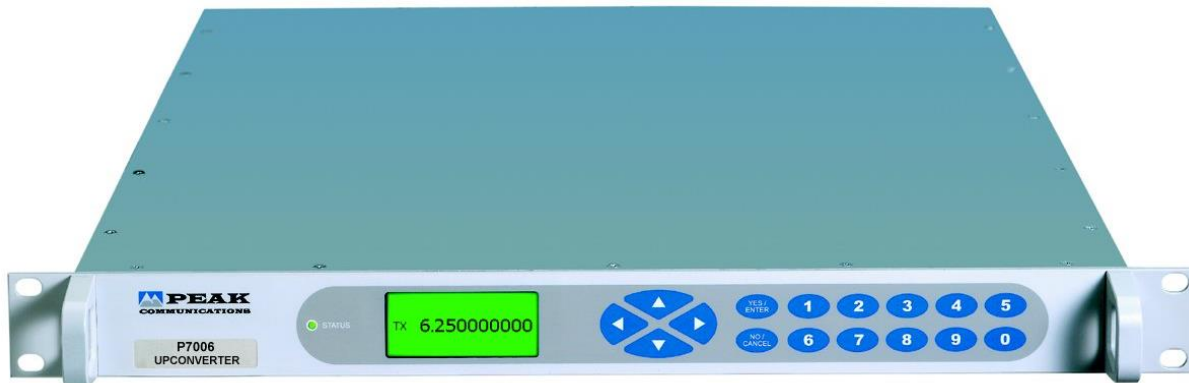 PEAK
COMMUNICATIONS
P7006
UPCONVERTER
STATUS
TX 6.250000000
YES /
ENTER
1 2 3 4 5
NO /
CANCEL
6 7 8 9 0